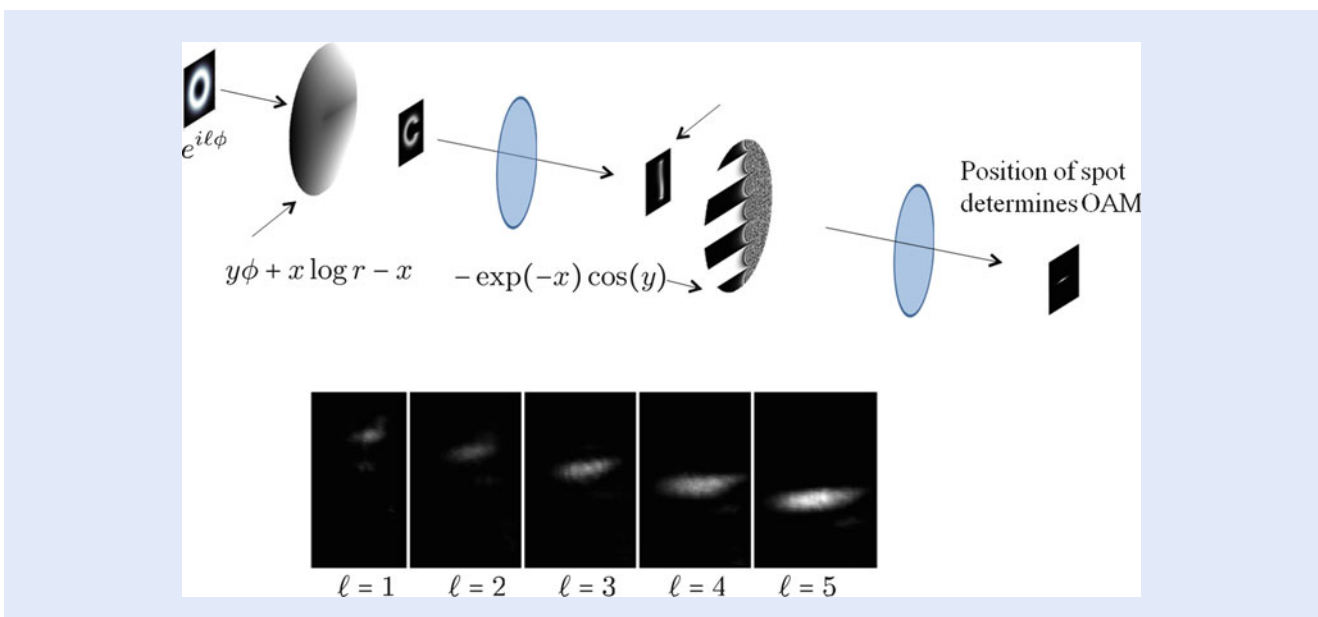 e^{iℓϕ}
yϕ + x log r − x
− exp(−x) cos(y)
Position of spot
determines OAM
ℓ = 1
ℓ = 2
ℓ = 3
ℓ = 4
ℓ = 5